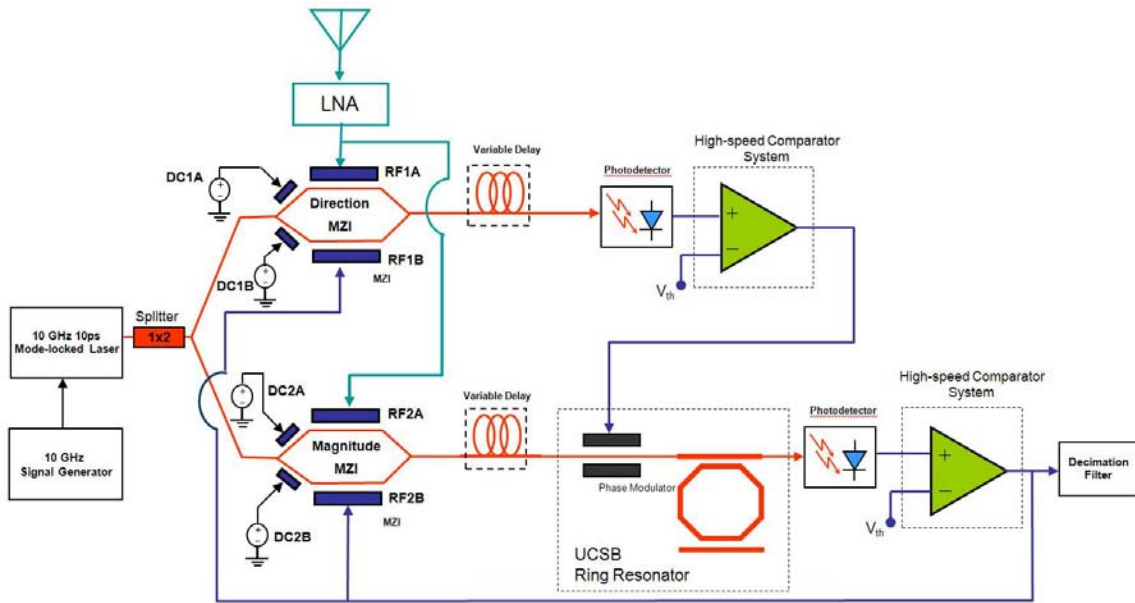 LNA
Variable Delay
High-speed Comparator
System
DC1A
RF1A
Photodetector
Direction
MZI
+
−
DC1B
RF1B
MZI
Vth
Splitter
1x2
10 GHz 10ps
Mode-locked Laser
DC2A
RF2A
Variable Delay
High-speed Comparator
System
Photodetector
10 GHz
Signal Generator
Magnitude
MZI
Phase Modulator
+
−
Decimation
Filter
RF2B
MZI
DC2B
Vth
UCSB
Ring Resonator